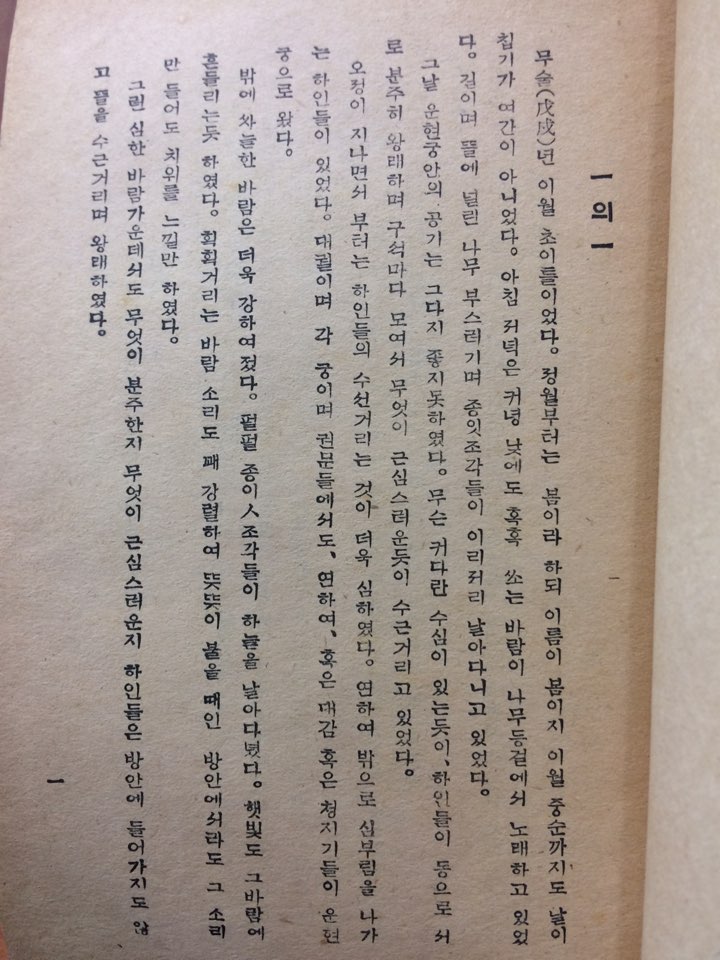 一의一
一
무술(戊戌)년 이월 초이틀이었다。정월부터는 봄이라 하되 이름이 봄이지 이월 중순까지도 날이
칩기가 여간이 아니었다。아침 저녁은 커녕 낮에도 혹혹 쏘는 바람이 나무등걸에서 노래하고 있었
다。길이며 뜰에 널린 나무 부스러기며 종잇조각들이 이리저리 날아다니고 있었다。
그날 운현궁안의 공기는 그다지 좋지못하였다。무슨 커다란 수심이 있는듯이、하인들이 동으로 서
로 분주히 왕래하며 구석마다 모여서 무엇이 근심스러운듯이 수근거리고 있었다。
오정이 지나면서 부터는 하인들의 수선거리는 것이 더욱 심하였다。연하여 밖으로 심부림을 나가
는 하인들이 있었다。대궐이며 각 궁이며 권문들에서도、연하여、혹은 대감 혹은 청지기들이 운현
궁으로 왔다。
밖에 차늘한 바람은 더욱 강하여졌다。펄펄 종이人조각들이 하늘을 날아다녔다。햇빛도 그바람에
흔들리는듯 하였다。획획거리는 바람 소리도 꽤 강렬하여 뜻뜻이 불을 때인 방안에서라도 그 소리
만 들어도 치위를 느낄만 하였다。
그런 심한 바람가운데서도 무엇이 분주한지 무엇이 근심스러운지 하인들은 방안에 들어가지도 않
고 뜰을 수근거리며 왕래하였다。
一